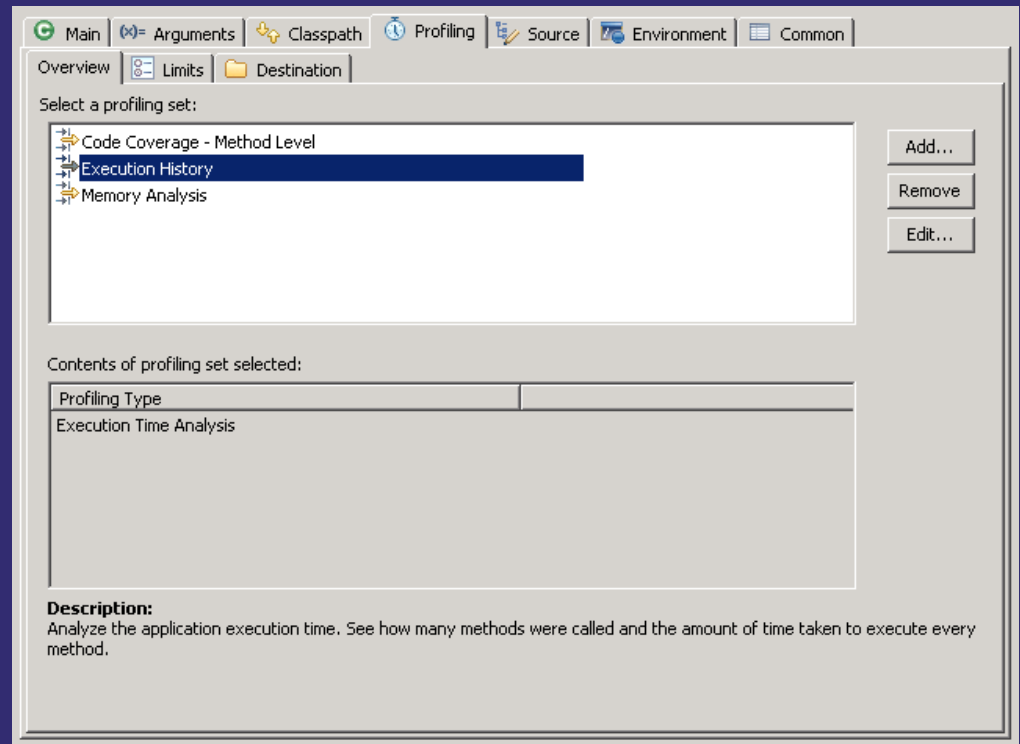 Main (x)= Arguments Classpath Profiling Source Environment Common
Overview Limits Destination
Select a profiling set:
Code Coverage - Method Level
Execution History
Memory Analysis
Add...
Remove
Edit...
Contents of profiling set selected:
Profiling Type
Execution Time Analysis
Description:
Analyze the application execution time. See how many methods were called and the amount of time taken to execute every
method.